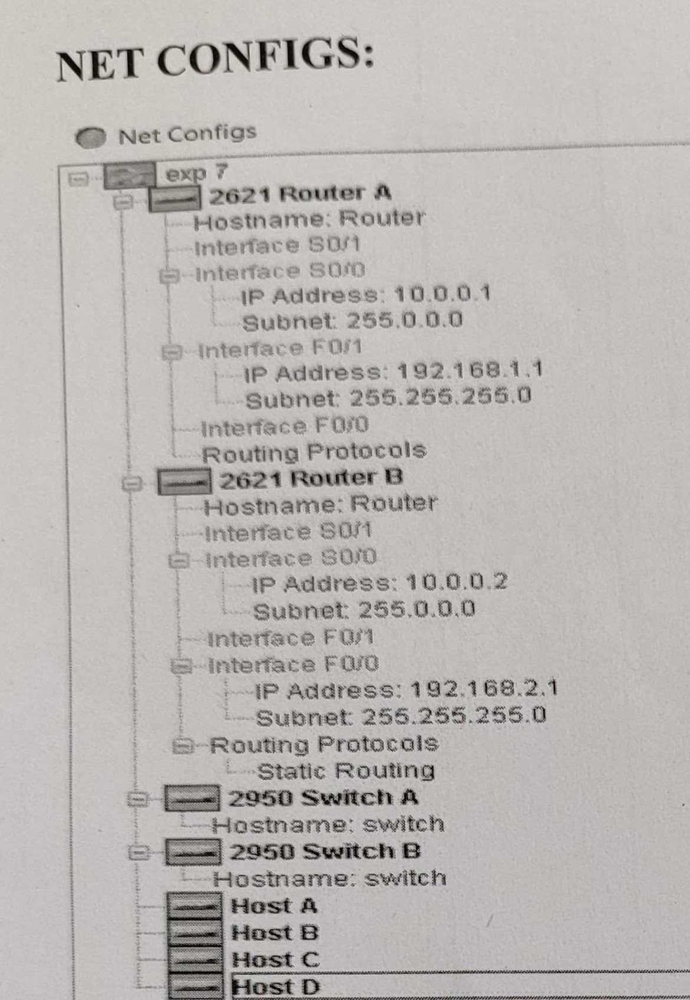 NET CONFIGS:
Net Configs
exp 7
2621 Router A
Hostname: Router
Interface S0/1
Interface S0/0
IP Address: 10.0.0.1
Subnet: 255.0.0.0
Interface F0/1
IP Address: 192.168.1.1
Subnet: 255.255.255.0
Interface F0/0
Routing Protocols
2621 Router B
Hostname: Router
Interface S0/1
Interface S0/0
IP Address: 10.0.0.2
Subnet: 255.0.0.0
Interface F0/1
Interface F0/0
IP Address: 192.168.2.1
Subnet: 255.255.255.0
Routing Protocols
Static Routing
2950 Switch A
Hostname: switch
2950 Switch B
Hostname: switch
Host A
Host B
Host C
Host D